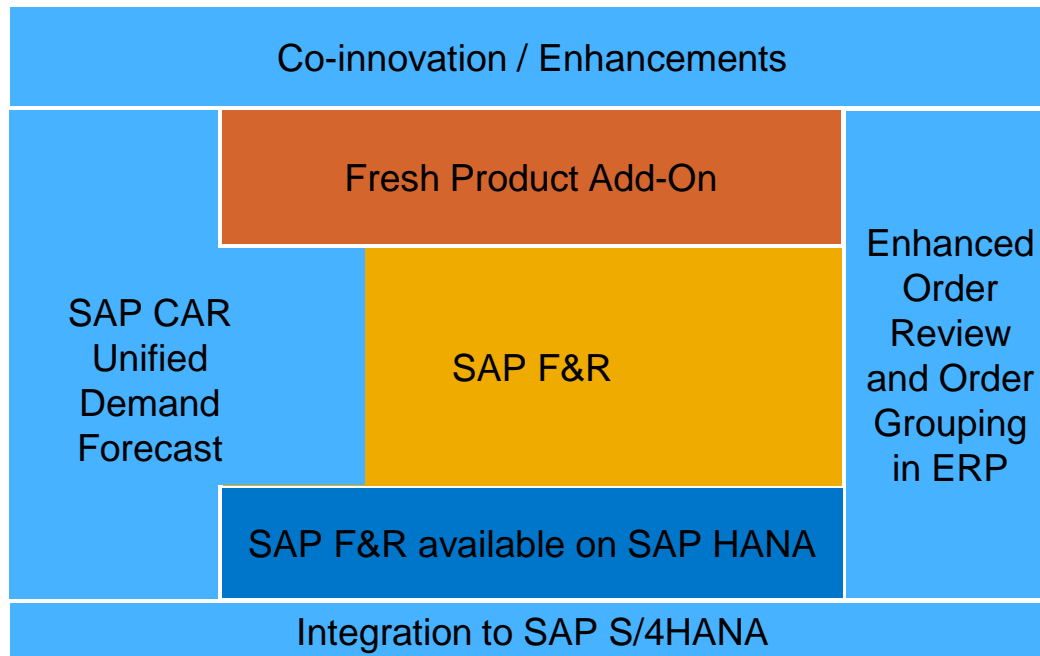 Co-innovation / Enhancements
Fresh Product Add-On
SAP CAR
Unified
Demand
Forecast
SAP F&R
Enhanced
Order
Review
and Order
Grouping
in ERP
SAP F&R available on SAP HANA
Integration to SAP S/4HANA